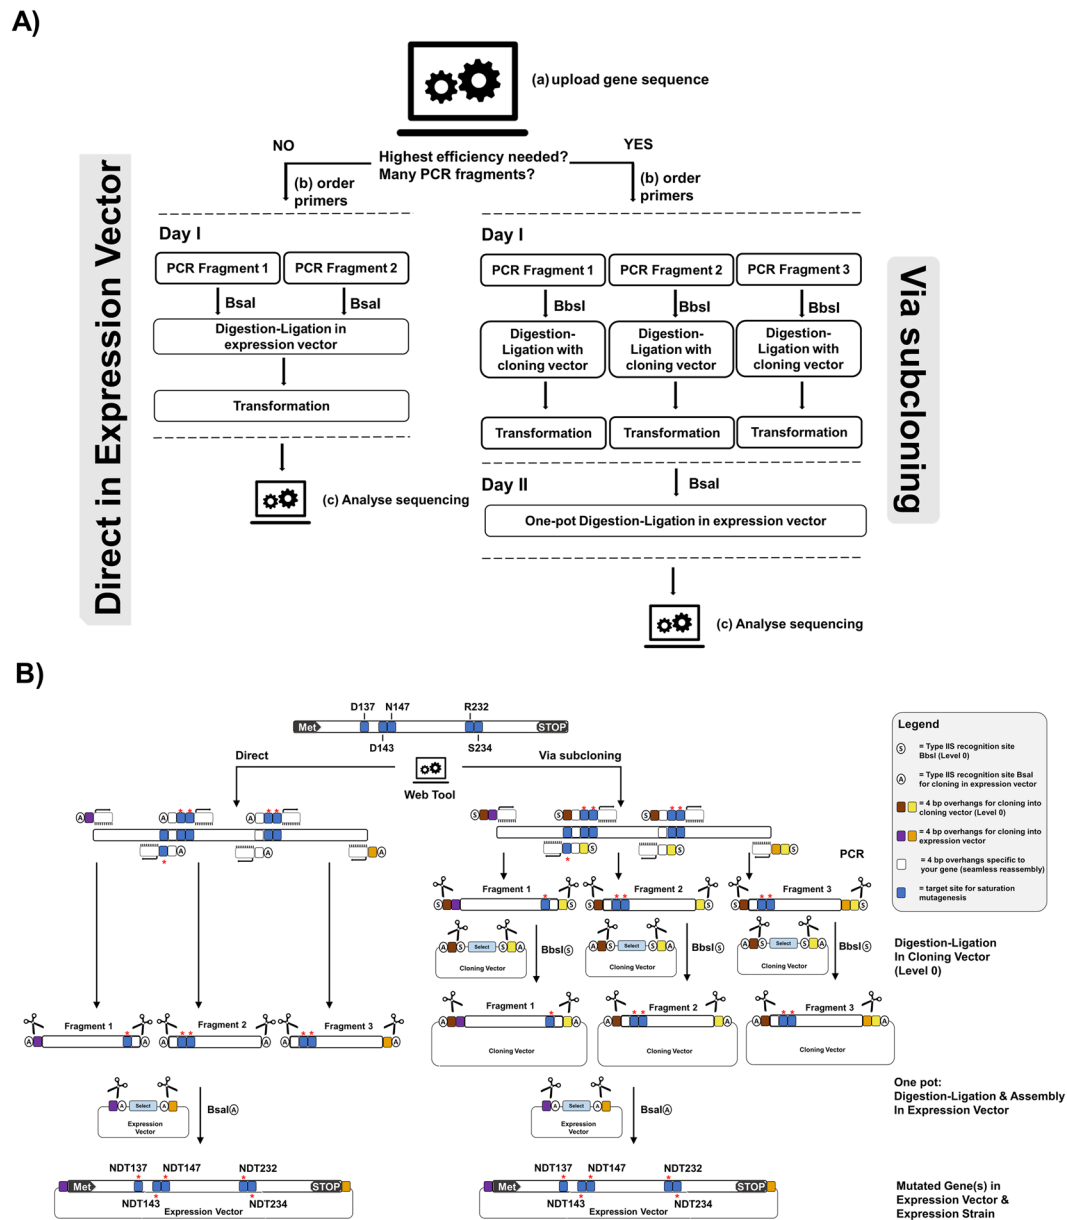 A)
(a) upload gene sequence
NO
YES
Highest efficiency needed?
Many PCR fragments?
(b) order
primers
(b) order
primers
Direct in Expression Vector
Day I
PCR Fragment 1
PCR Fragment 2
BsaI
BsaI
Digestion-Ligation in
expression vector
Transformation
(c) Analyse sequencing
Day I
PCR Fragment 1
PCR Fragment 2
PCR Fragment 3
BbsI
BbsI
BbsI
Digestion-
Ligation with
cloning vector
Digestion-
Ligation with
cloning vector
Digestion-
Ligation with
cloning vector
Transformation
Transformation
Transformation
Day II
BsaI
One-pot Digestion-Ligation in expression vector
(c) Analyse sequencing
Via subcloning
B)
D137
N147
R232
Met
STOP
D143
S234
Direct
Via subcloning
Web Tool
Legend
S = Type IIS recognition site
BbsI (Level 0)
A = Type IIS recognition site BsaI
for cloning in expression vector
= 4 bp overhangs for cloning into
cloning vector (Level 0)
= 4 bp overhangs for cloning into
expression vector
= 4 bp overhangs specific to
your gene (seamless reassembly)
= target site for saturation
mutagenesis
A
* *
A
* *
A
*
A
A
A
S
* *
S
* *
S
*
S
S
S
PCR
Fragment 1
Fragment 2
Fragment 3
S
*
S
S
* *
S
S
* *
S
A
S
Select
S
A
Cloning Vector
BbsI S
A
S
Select
S
A
Cloning Vector
BbsI S
A
S
Select
S
A
Cloning Vector
BbsI S
Digestion-Ligation
In Cloning Vector
(Level 0)
Fragment 1
Fragment 2
Fragment 3
A
*
A
A
* *
A
A
* *
A
Fragment 1
A
*
A
Cloning Vector
Fragment 2
A
* *
A
Cloning Vector
Fragment 3
A
* *
A
Cloning Vector
A
Select
A
Expression
Vector
BsaI A
A
Select
A
Expression
Vector
BsaI A
One pot:
Digestion-Ligation & Assembly
In Expression Vector
NDT137
NDT147
NDT232
Met
* * * * *
STOP
NDT143
NDT234
Expression Vector
NDT137
NDT147
NDT232
Met
* * * * *
STOP
NDT143
NDT234
Expression Vector
Mutated Gene(s) in
Expression Vector &
Expression Strain